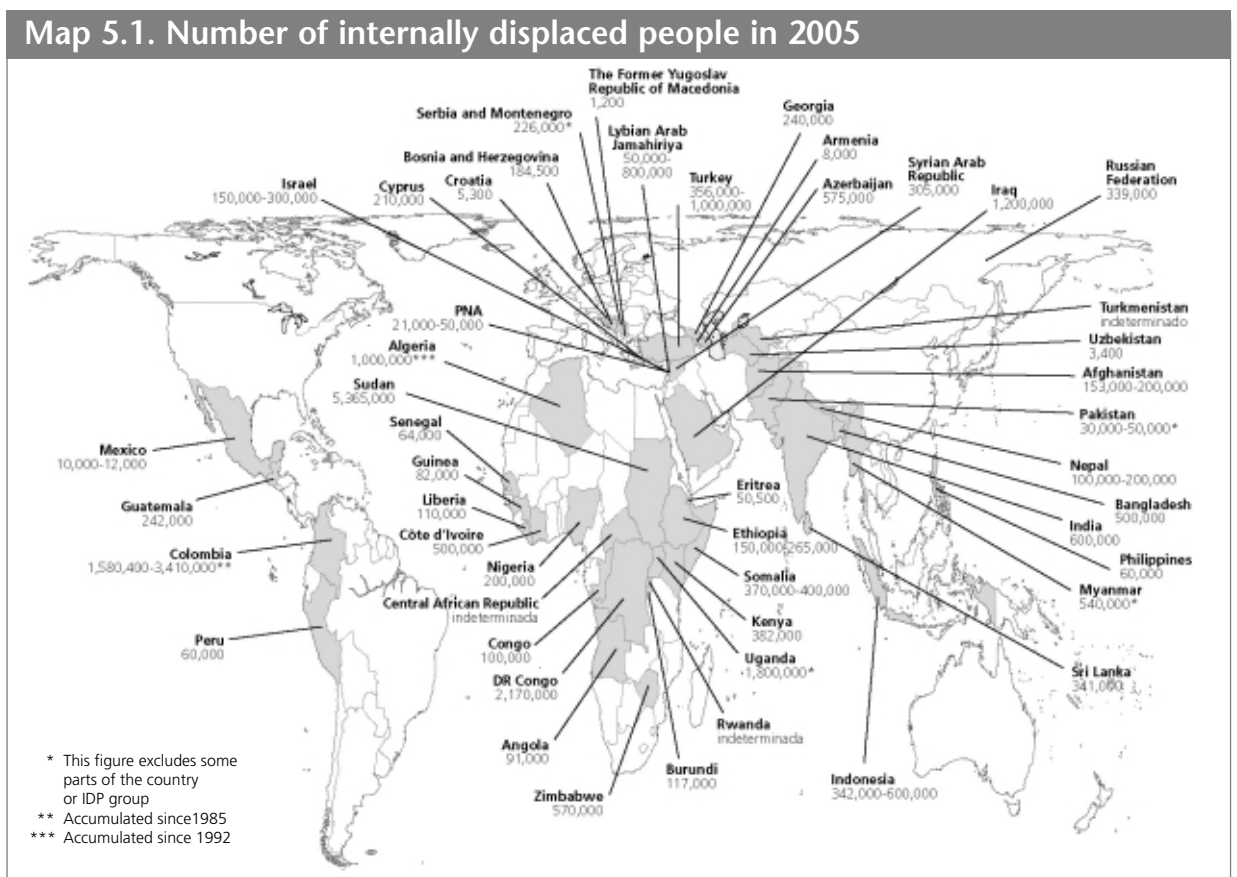 Map 5.1. Number of internally displaced people in 2005
The Former Yugoslav
Republic of Macedonia
1,200
Serbia and Montenegro
226,000*
Lybian Arab
Jamahiriya
50,000-
800,000
Georgia
240,000
Armenia
8,000
Bosnia and Herzegovina
184,500
Syrian Arab
Republic
305,000
Russian
Federation
339,000
Israel
150,000-300,000
Cyprus
210,000
Croatia
5,300
Turkey
356,000-
1,000,000
Azerbaijan
575,000
Iraq
1,200,000
PNA
21,000-50,000
Algeria
1,000,000***
Sudan
5,365,000
Senegal
64,000
Guinea
82,000
Liberia
110,000
Côte d'Ivoire
500,000
Nigeria
200,000
Central African Republic
indeterminada
Congo
100,000
DR Congo
2,170,000
Angola
91,000
Zimbabwe
570,000
Mexico
10,000-12,000
Guatemala
242,000
Colombia
1,580,400-3,410,000**
Peru
60,000
Turkmenistan
indeterminado
Uzbekistan
3,400
Afghanistan
153,000-200,000
Pakistan
30,000-50,000*
Nepal
100,000-200,000
Bangladesh
500,000
India
600,000
Philippines
60,000
Myanmar
540,000*
Sri Lanka
341,000
Eritrea
50,500
Ethiopia
150,000-265,000
Somalia
370,000-400,000
Kenya
382,000
Uganda
1,800,000*
Rwanda
indeterminada
Burundi
117,000
Indonesia
342,000-600,000
* This figure excludes some
parts of the country
or IDP group
** Accumulated since1985
*** Accumulated since 1992